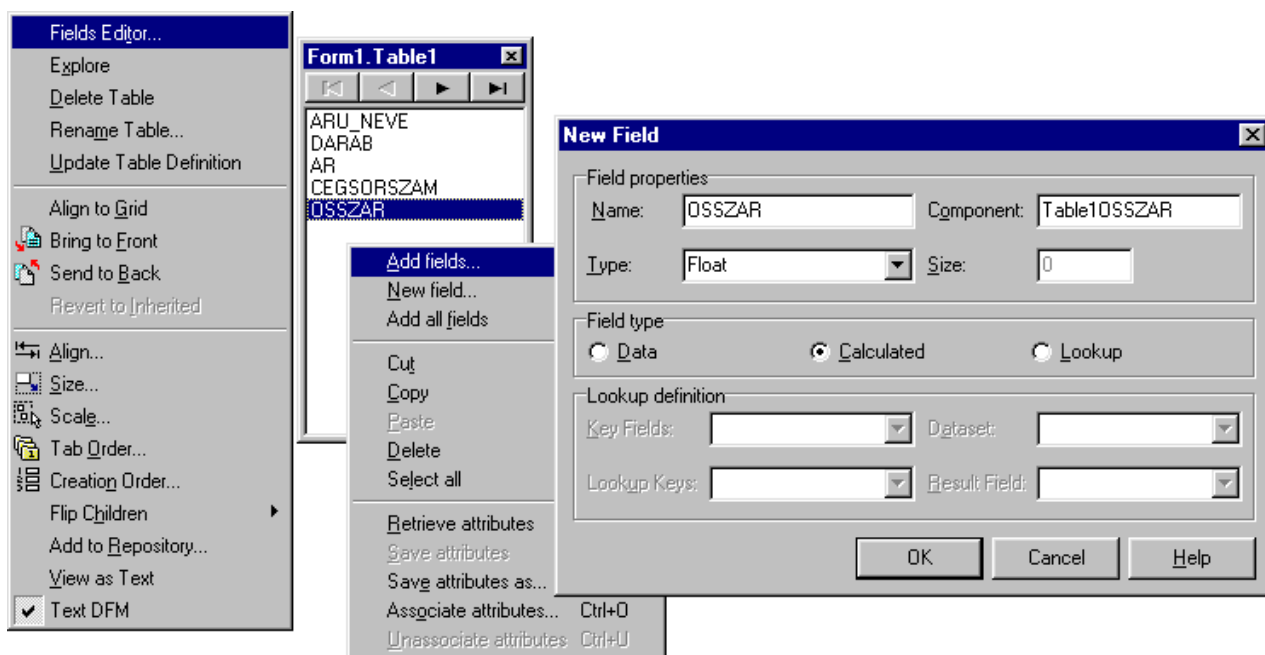 Fields Editor...
Explore
Delete Table
Rename Table...
Update Table Definition
Align to Grid
Bring to Front
Send to Back
Revert to Inherited
Align...
Size...
Scale...
Tab Order...
Creation Order...
Flip Children
Add to Repository...
View as Text
Text DFM
Form1.Table1
ARU_NEVE
DARAB
AR
CEGSORSZAM
OSSZAR
Add fields...
New field...
Add all fields
Cut
Copy
Paste
Delete
Select all
Retrieve attributes
Save attributes
Save attributes as...
Associate attributes... Ctrl+O
Unassociate attributes Ctrl+U
New Field
Field properties
Name: OSSZAR Component: Table1OSSZAR
Type: Float Size: 0
Field type
Data Calculated Lookup
Lookup definition
Key Fields: Dataset:
Lookup Keys: Result Field:
OK Cancel Help